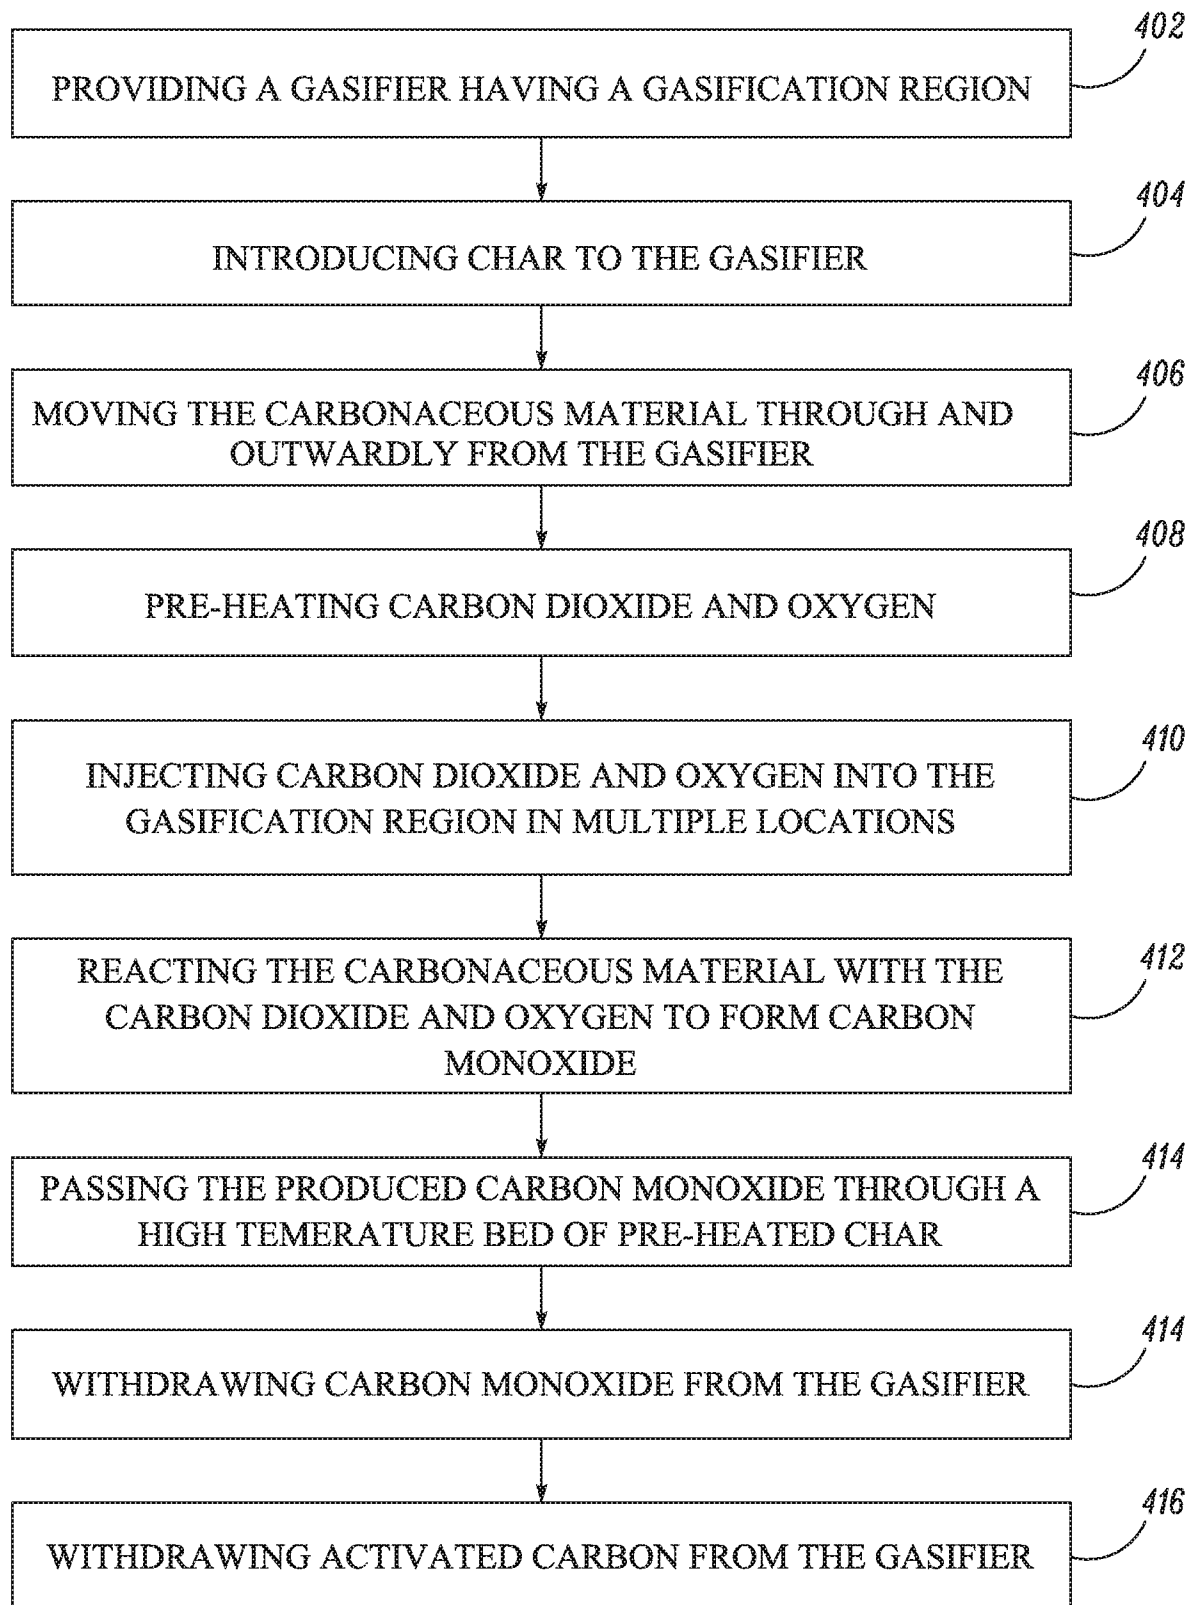 402
PROVIDING A GASIFIER HAVING A GASIFICATION REGION
404
INTRODUCING CHAR TO THE GASIFIER
406
MOVING THE CARBONACEOUS MATERIAL THROUGH AND
OUTWARDLY FROM THE GASIFIER
408
PRE-HEATING CARBON DIOXIDE AND OXYGEN
410
INJECTING CARBON DIOXIDE AND OXYGEN INTO THE
GASIFICATION REGION IN MULTIPLE LOCATIONS
412
REACTING THE CARBONACEOUS MATERIAL WITH THE
CARBON DIOXIDE AND OXYGEN TO FORM CARBON
MONOXIDE
414
PASSING THE PRODUCED CARBON MONOXIDE THROUGH A
HIGH TEMERATURE BED OF PRE-HEATED CHAR
414
WITHDRAWING CARBON MONOXIDE FROM THE GASIFIER
416
WITHDRAWING ACTIVATED CARBON FROM THE GASIFIER